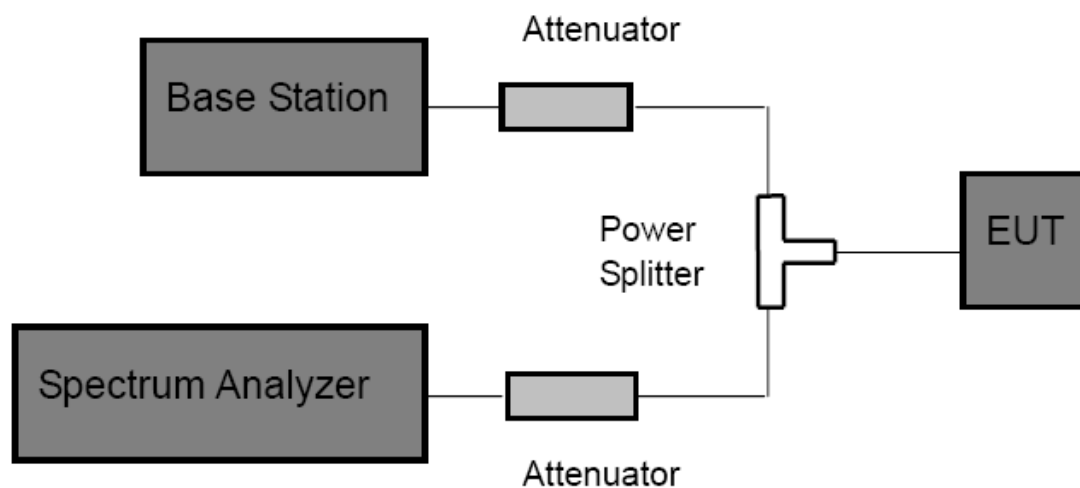 Attenuator
Base Station
Power
Splitter
EUT
Spectrum Analyzer
Attenuator